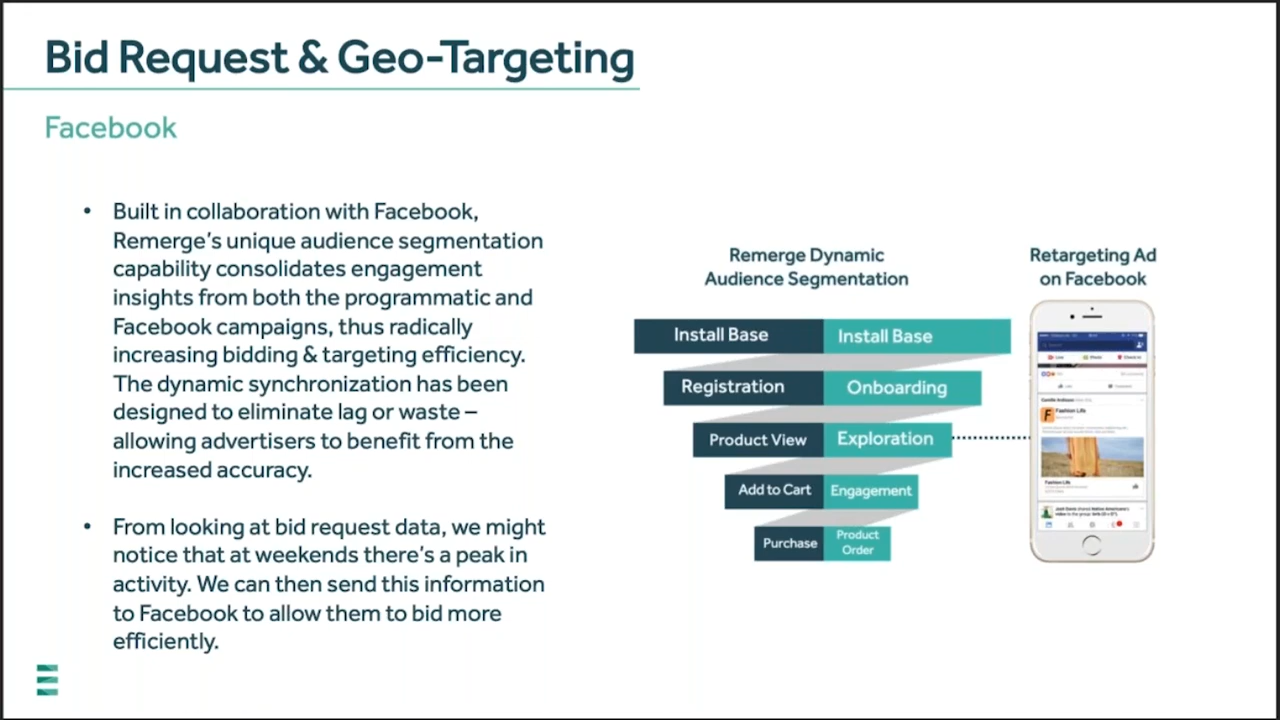 Bid Request & Geo-Targeting
Facebook
• Built in collaboration with Facebook,
Remerge's unique audience segmentation
capability consolidates engagement
insights from both the programmatic and
Facebook campaigns, thus radically
increasing bidding & targeting efficiency.
The dynamic synchronization has been
designed to eliminate lag or waste –
allowing advertisers to benefit from the
increased accuracy.
• From looking at bid request data, we might
notice that at weekends there's a peak in
activity. We can then send this information
to Facebook to allow them to bid more
efficiently.
Remerge Dynamic
Audience Segmentation
Install Base Install Base
Registration Onboarding
Product View Exploration
Add to Cart Engagement
Purchase Product
Order
Retargeting Ad
on Facebook
Fashion Life
Fashion Life